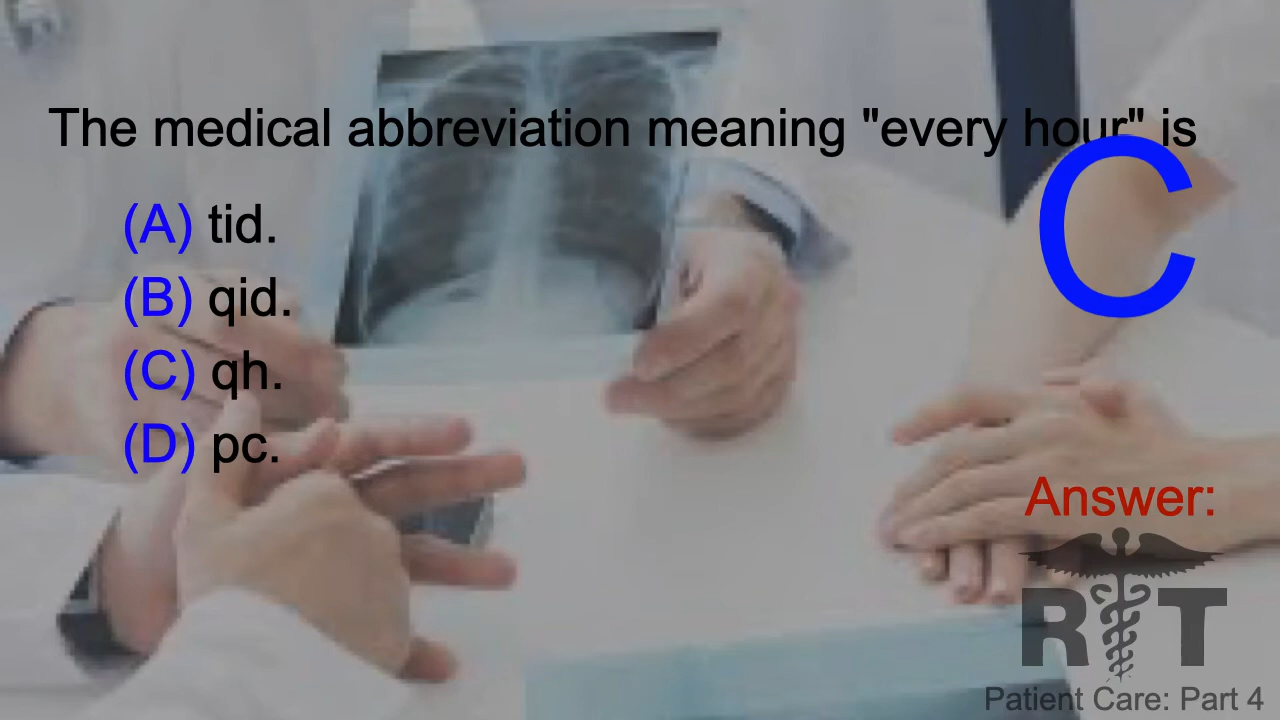 The medical abbreviation meaning "every hour" is
(A) tid.
(B) qid.
(C) qh.
(D) pc.
C
Answer:
RT
Patient Care: Part 4